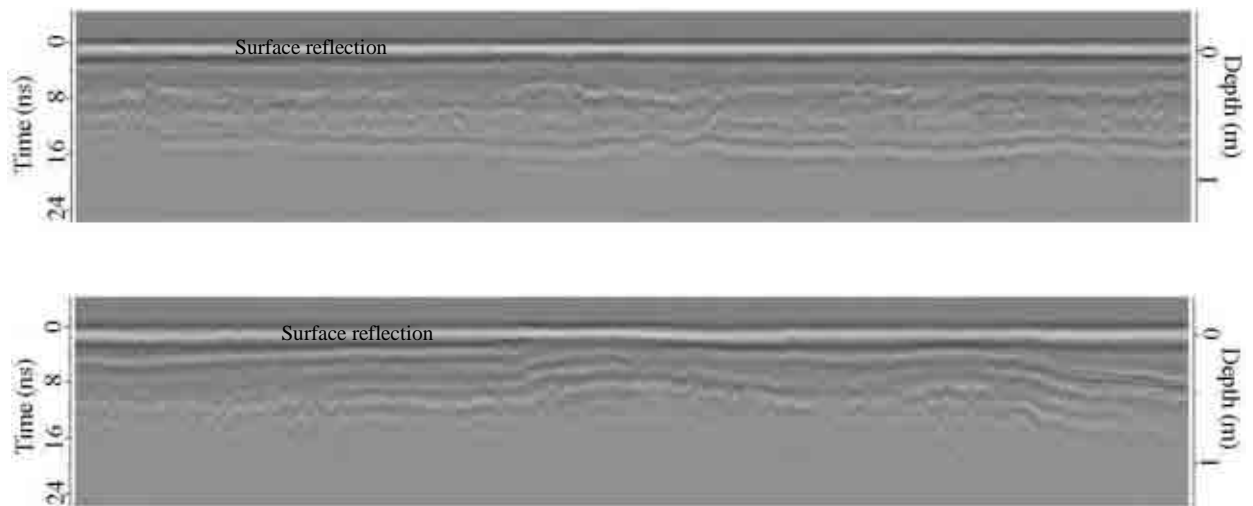 Surface reflection
0
8
16
24
Time (ns)
0
1
Depth (m)
Surface reflection
0
8
16
24
Time (ns)
0
1
Depth (m)